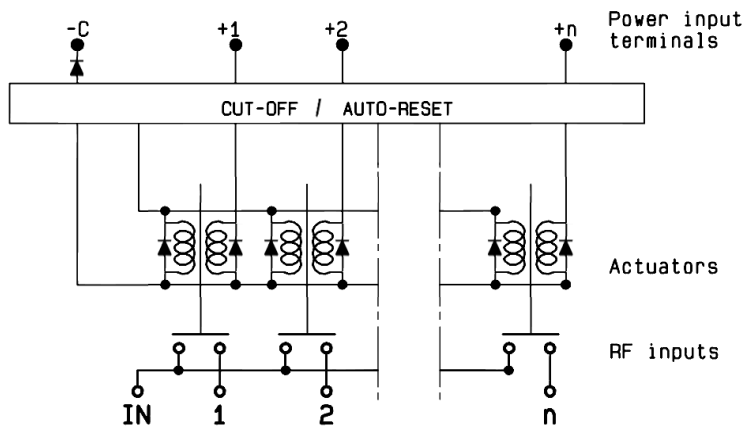 -C +1 +2 +n Power input
terminals
CUT-OFF / AUTO-RESET
Actuators
RF inputs
IN 1 2 n